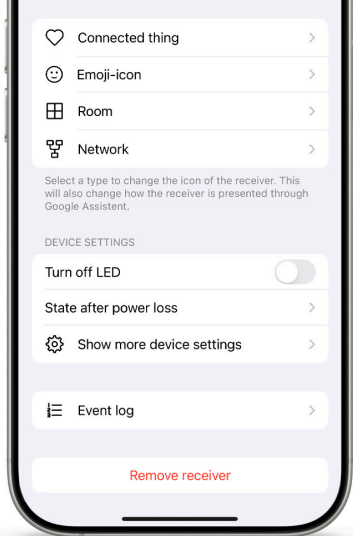 Connected thing
Emoji-icon
Room
Network
Select a type to change the icon of the receiver. This
will also change how the receiver is presented through
Google Assistent.
DEVICE SETTINGS
Turn off LED
State after power loss
Show more device settings
Event log
Remove receiver